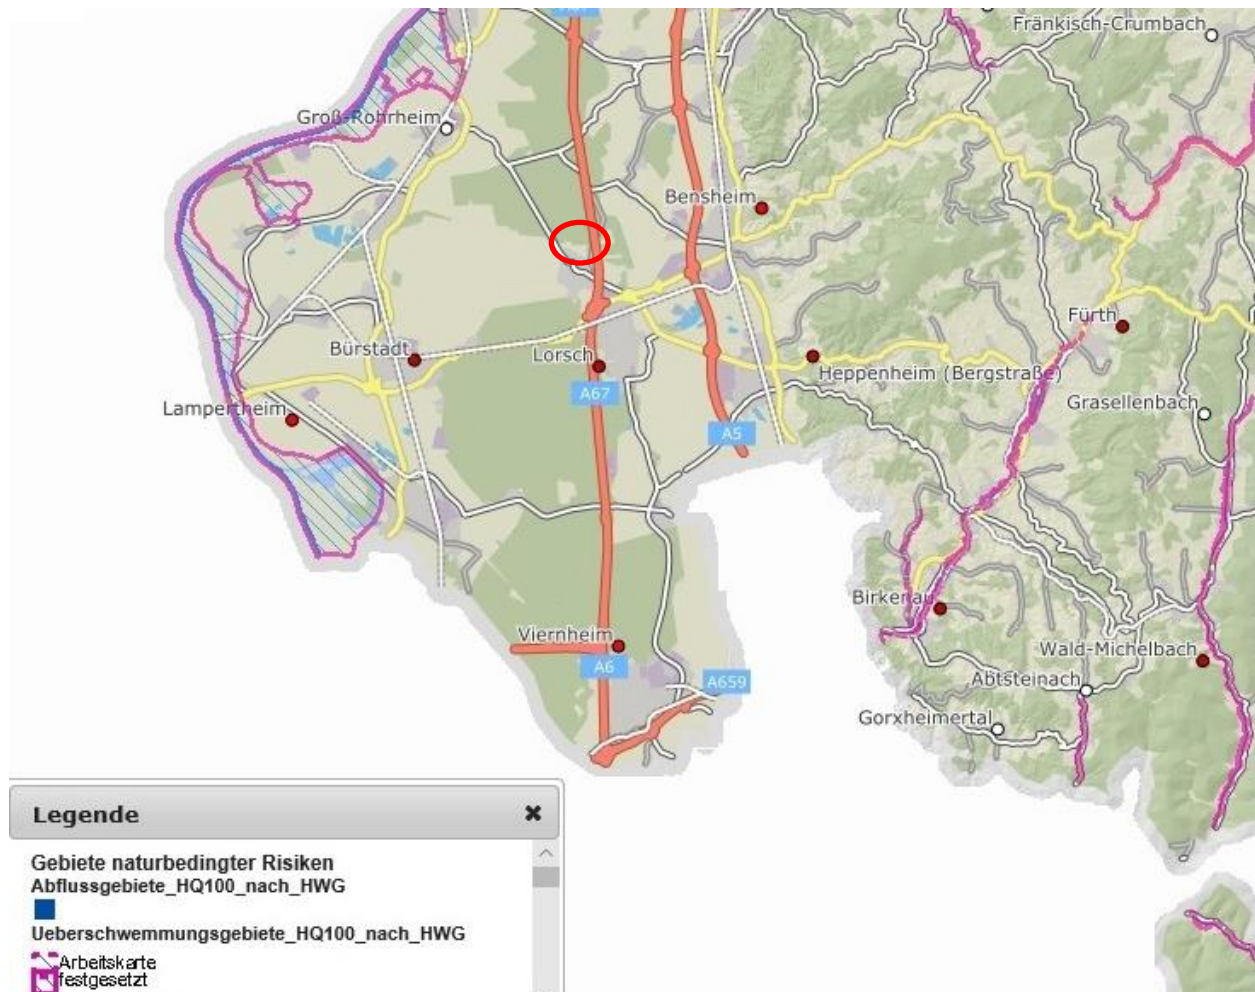 Fränkisch-Crumbach
Groß-Rohrheim
Bensheim
Fürth
Bürstadt
Lorsch
Heppenheim (Bergstraße)
A67
Grasellenbach
Lampertheim
A5
Birkenau
Viernheim
Wald-Michelbach
A6
A659
Abtsteinach
Gorxheimertal
Legende
Gebiete naturbedingter Risiken
Abflussgebiete_HQ100_nach_HWG
Ueberschwemmungsgebiete_HQ100_nach_HWG
Arbeitskarte
festgesetzt